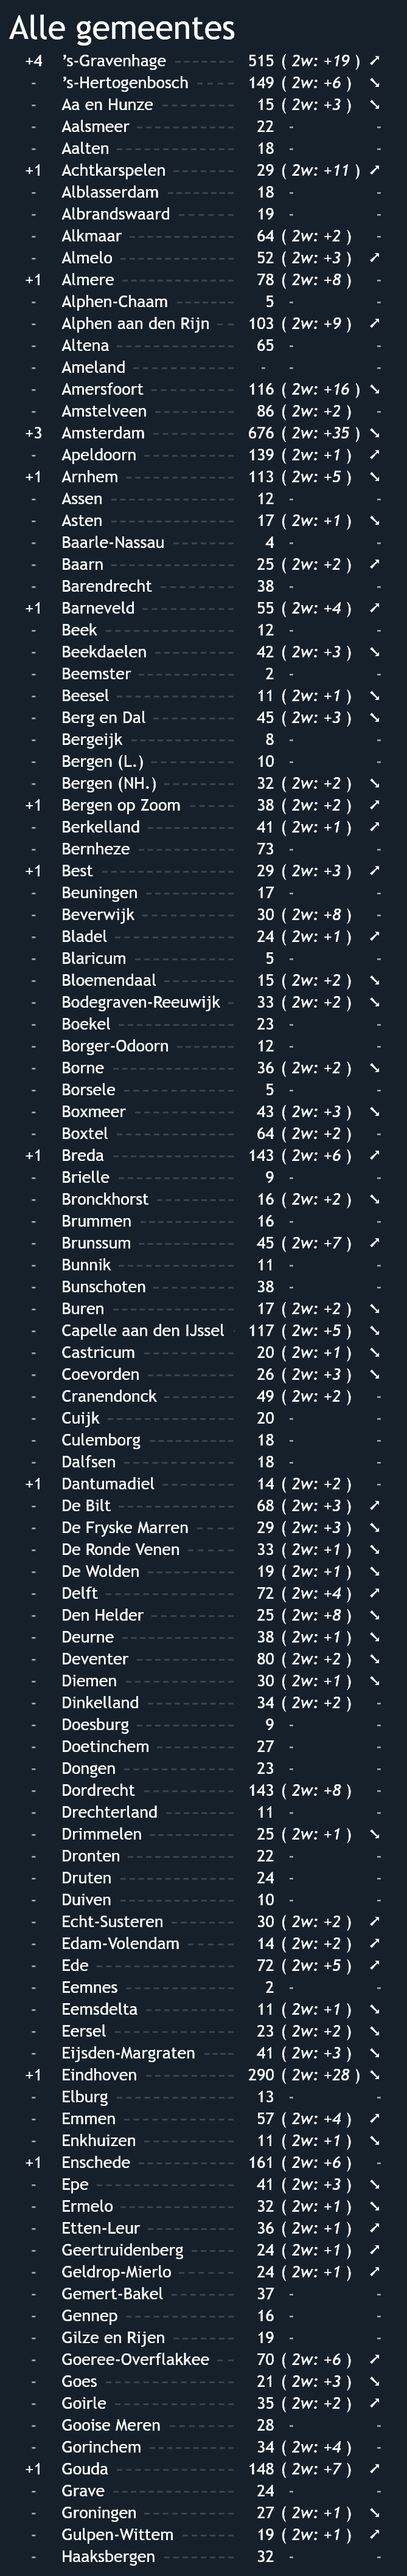 Alle gemeentes
+4 ’s-Gravenhage 515 ( 2w: +19 ) ↗
- ’s-Hertogenbosch 149 ( 2w: +6 ) ↘
- Aa en Hunze 15 ( 2w: +3 ) ↘
- Aalsmeer 22 - -
- Aalten 18 - -
+1 Achtkarspelen 29 ( 2w: +11 ) ↗
- Alblasserdam 18 - -
- Albrandswaard 19 - -
- Alkmaar 64 ( 2w: +2 ) -
- Almelo 52 ( 2w: +3 ) ↗
+1 Almere 78 ( 2w: +8 ) -
- Alphen-Chaam 5 - -
- Alphen aan den Rijn 103 ( 2w: +9 ) ↗
- Altena 65 - -
- Ameland - - -
- Amersfoort 116 ( 2w: +16 ) ↘
- Amstelveen 86 ( 2w: +2 ) -
+3 Amsterdam 676 ( 2w: +35 ) ↘
- Apeldoorn 139 ( 2w: +1 ) ↗
+1 Arnhem 113 ( 2w: +5 ) ↘
- Assen 12 - -
- Asten 17 ( 2w: +1 ) ↘
- Baarle-Nassau 4 - -
- Baarn 25 ( 2w: +2 ) ↗
- Barendrecht 38 - -
+1 Barneveld 55 ( 2w: +4 ) ↗
- Beek 12 - -
- Beekdaelen 42 ( 2w: +3 ) ↘
- Beemster 2 - -
- Beesel 11 ( 2w: +1 ) ↘
- Berg en Dal 45 ( 2w: +3 ) ↘
- Bergeijk 8 - -
- Bergen (L.) 10 - -
- Bergen (NH.) 32 ( 2w: +2 ) ↘
+1 Bergen op Zoom 38 ( 2w: +2 ) ↗
- Berkelland 41 ( 2w: +1 ) ↗
- Bernheze 73 - -
+1 Best 29 ( 2w: +3 ) ↗
- Beuningen 17 - -
- Beverwijk 30 ( 2w: +8 ) -
- Bladel 24 ( 2w: +1 ) ↗
- Blaricum 5 - -
- Bloemendaal 15 ( 2w: +2 ) ↘
- Bodegraven-Reeuwijk 33 ( 2w: +2 ) ↘
- Boekel 23 - -
- Borger-Odoorn 12 - -
- Borne 36 ( 2w: +2 ) ↘
- Borsele 5 - -
- Boxmeer 43 ( 2w: +3 ) ↘
- Boxtel 64 ( 2w: +2 ) -
+1 Breda 143 ( 2w: +6 ) ↗
- Brielle 9 - -
- Bronckhorst 16 ( 2w: +2 ) ↘
- Brummen 16 - -
- Brunssum 45 ( 2w: +7 ) ↗
- Bunnik 11 - -
- Bunschoten 38 - -
- Buren 17 ( 2w: +2 ) ↘
- Capelle aan den IJssel 117 ( 2w: +5 ) ↘
- Castricum 20 ( 2w: +1 ) ↘
- Coevorden 26 ( 2w: +3 ) ↘
- Cranendonck 49 ( 2w: +2 ) -
- Cuijk 20 - -
- Culemborg 18 - -
- Dalfsen 18 - -
+1 Dantumadiel 14 ( 2w: +2 ) -
- De Bilt 68 ( 2w: +3 ) ↗
- De Fryske Marren 29 ( 2w: +3 ) ↘
- De Ronde Venen 33 ( 2w: +1 ) ↘
- De Wolden 19 ( 2w: +1 ) ↘
- Delft 72 ( 2w: +4 ) ↗
- Den Helder 25 ( 2w: +8 ) ↘
- Deurne 38 ( 2w: +1 ) ↘
- Deventer 80 ( 2w: +2 ) ↘
- Diemen 30 ( 2w: +1 ) ↘
- Dinkelland 34 ( 2w: +2 ) -
- Doesburg 9 - -
- Doetinchem 27 - -
- Dongen 23 - -
- Dordrecht 143 ( 2w: +8 ) -
- Drechterland 11 - -
- Drimmelen 25 ( 2w: +1 ) ↘
- Dronten 22 - -
- Druten 24 - -
- Duiven 10 - -
- Echt-Susteren 30 ( 2w: +2 ) ↗
- Edam-Volendam 14 ( 2w: +2 ) ↗
- Ede 72 ( 2w: +5 ) ↗
- Eemnes 2 - -
- Eemsdelta 11 ( 2w: +1 ) ↘
- Eersel 23 ( 2w: +2 ) ↘
- Eijsden-Margraten 41 ( 2w: +3 ) ↘
+1 Eindhoven 290 ( 2w: +28 ) ↘
- Elburg 13 - -
- Emmen 57 ( 2w: +4 ) ↗
- Enkhuizen 11 ( 2w: +1 ) ↘
+1 Enschede 161 ( 2w: +6 ) -
- Epe 41 ( 2w: +3 ) ↘
- Ermelo 32 ( 2w: +1 ) ↘
- Etten-Leur 36 ( 2w: +1 ) ↗
- Geertruidenberg 24 ( 2w: +1 ) ↗
- Geldrop-Mierlo 24 ( 2w: +1 ) ↗
- Gemert-Bakel 37 - -
- Gennep 16 - -
- Gilze en Rijen 19 - -
- Goeree-Overflakkee 70 ( 2w: +6 ) ↗
- Goes 21 ( 2w: +3 ) ↘
- Goirle 35 ( 2w: +2 ) ↗
- Gooise Meren 28 - -
- Gorinchem 34 ( 2w: +4 ) -
+1 Gouda 148 ( 2w: +7 ) ↗
- Grave 24 - -
- Groningen 27 ( 2w: +1 ) ↘
- Gulpen-Wittem 19 ( 2w: +1 ) ↗
- Haaksbergen 32 - -